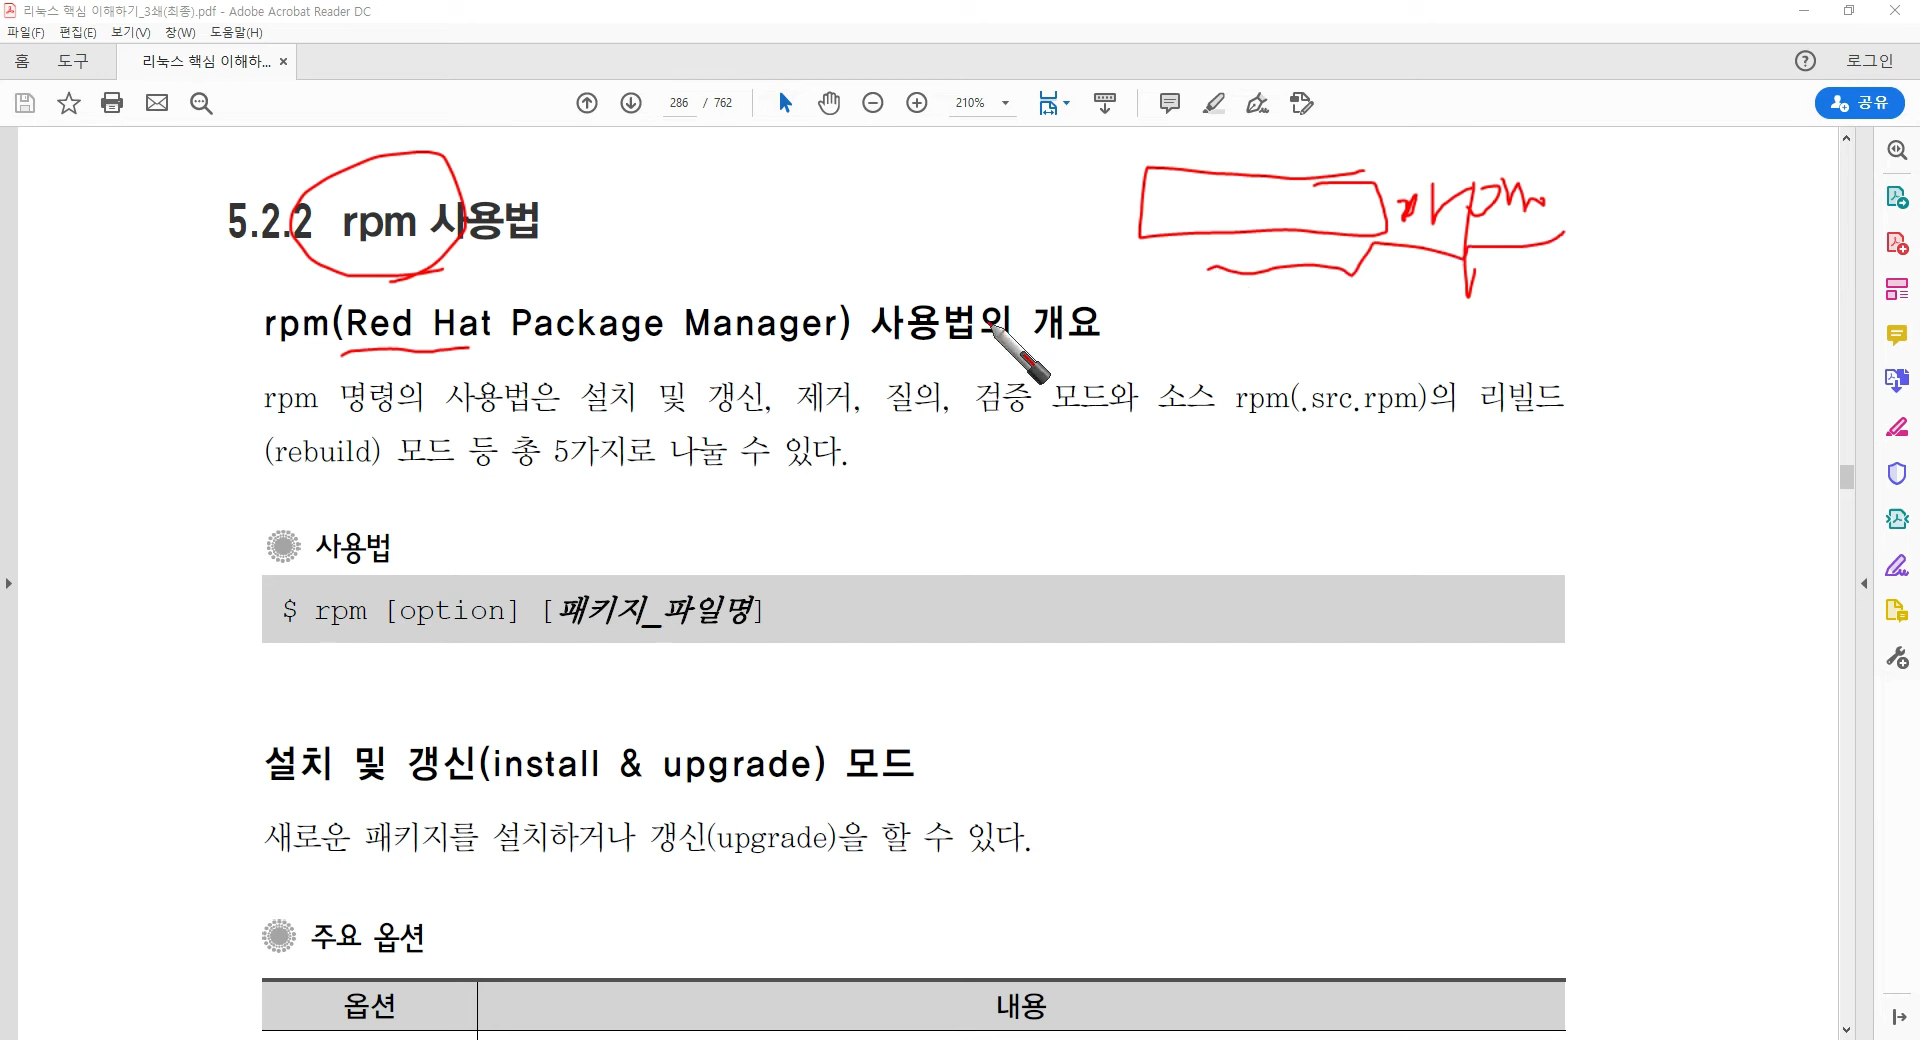 리눅스 핵심 이해하기_3쇄(최종).pdf - Adobe Acrobat Reader DC
파일(F) 편집(E) 보기(V) 창(W) 도움말(H)
홈 도구 리눅스 핵심 이해하... × 로그인
286 / 762 210% 공유
5.2.2 rpm 사용법
.rpm
rpm(Red Hat Package Manager) 사용법의 개요
rpm 명령의 사용법은 설치 및 갱신, 제거, 질의, 검증 모드와 소스 rpm(.src.rpm)의 리빌드
(rebuild) 모드 등 총 5가지로 나눌 수 있다.
사용법
$ rpm [option] [패키지_파일명]
설치 및 갱신(install & upgrade) 모드
새로운 패키지를 설치하거나 갱신(upgrade)을 할 수 있다.
주요 옵션
옵션 내용